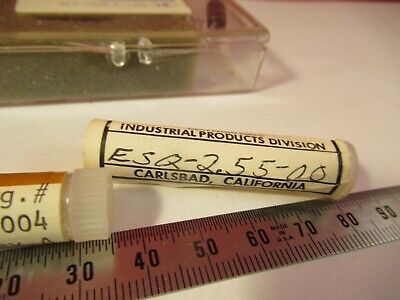 INDUSTRIAL PRODUCTS DIVISION
ESQ-2.55-00
CARLSBAD, CALIFORNIA
g.#
004
30 40 50 60 70 80 90
MADE IN
U.S.A.